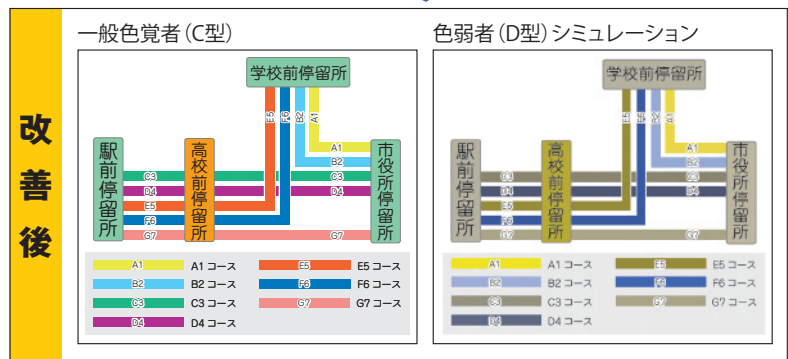 改善後
一般色覚者(C型)
学校前停留所
E5
F6
B2
A1
駅前停留所
高校前停留所
市役所停留所
A1
B2
C3
C3
D4
D4
E5
F6
G7
G7
A1 A1 コース
B2 B2 コース
C3 C3 コース
D4 D4 コース
E5 E5 コース
F6 F6 コース
G7 G7 コース
色弱者(D型)シミュレーション
学校前停留所
E5
F6
B2
A1
駅前停留所
高校前停留所
市役所停留所
A1
B2
C3
C3
D4
D4
E5
F6
G7
G7
A1 A1 コース
B2 B2 コース
C3 C3 コース
D4 D4 コース
E5 E5 コース
F6 F6 コース
G7 G7 コース